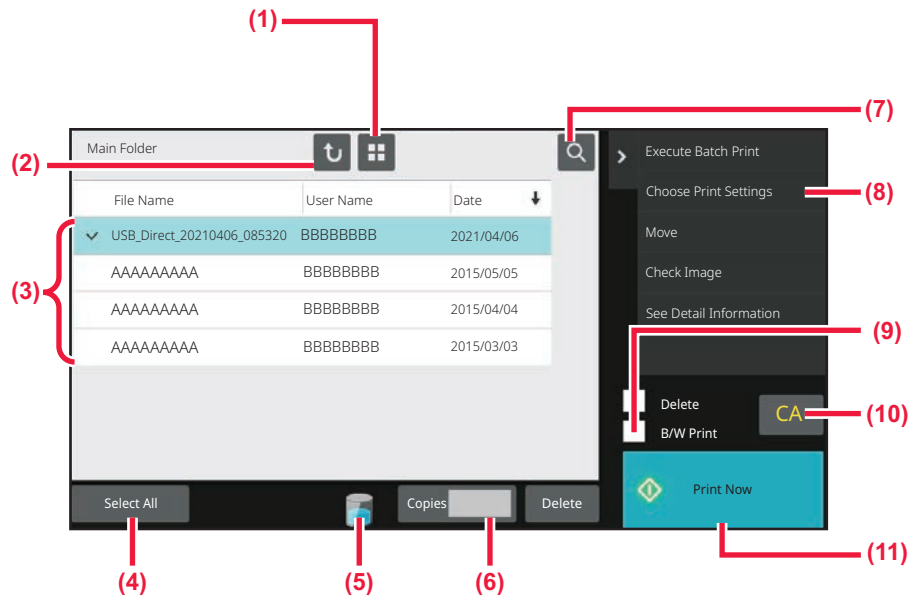 (1)
(7)
Main Folder
Execute Batch Print
(2)
Choose Print Settings
(8)
File Name User Name Date
Move
USB_Direct_20210406_085320 BBBBBBBB 2021/04/06
Check Image
AAAAAAAAA BBBBBBBB 2015/05/05
(3)
AAAAAAAAA BBBBBBBB 2015/04/04
See Detail Information
(9)
AAAAAAAAA BBBBBBBB 2015/03/03
Delete
CA
(10)
B/W Print
Select All
Copies
Delete
Print Now
(11)
(4)
(5)
(6)